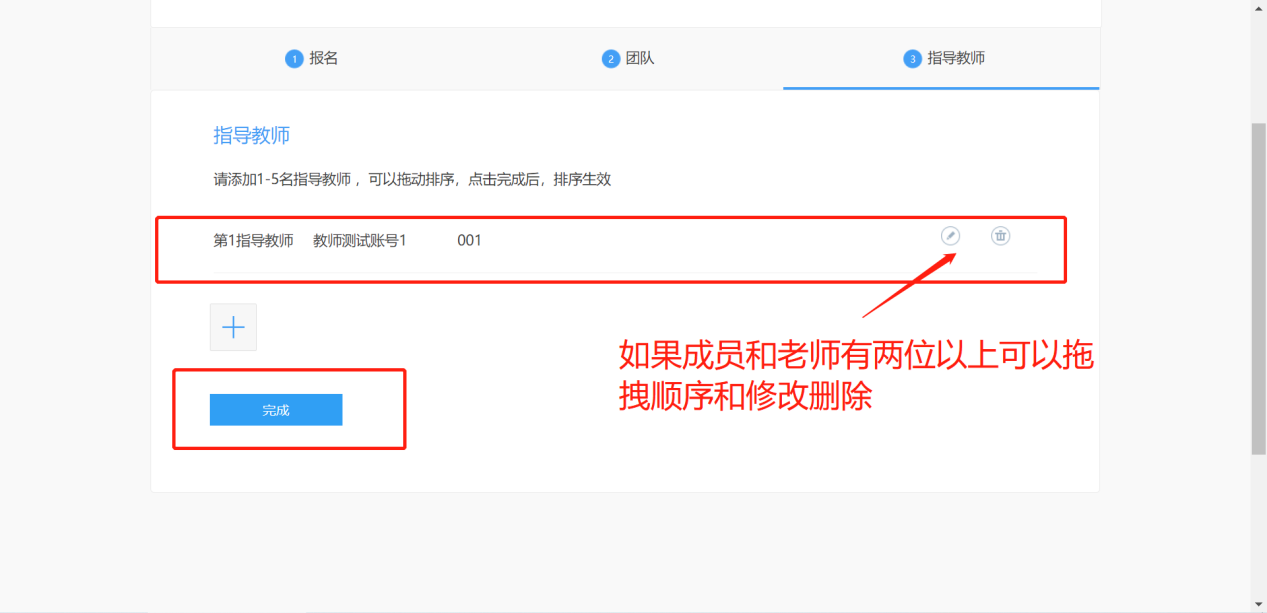 1 报名 2 团队 3 指导教师
指导教师
请添加1-5名指导教师 ，可以拖动排序，点击完成后，排序生效
第1指导教师 教师测试账号1 001
如果成员和老师有两位以上可以拖
拽顺序和修改删除
完成